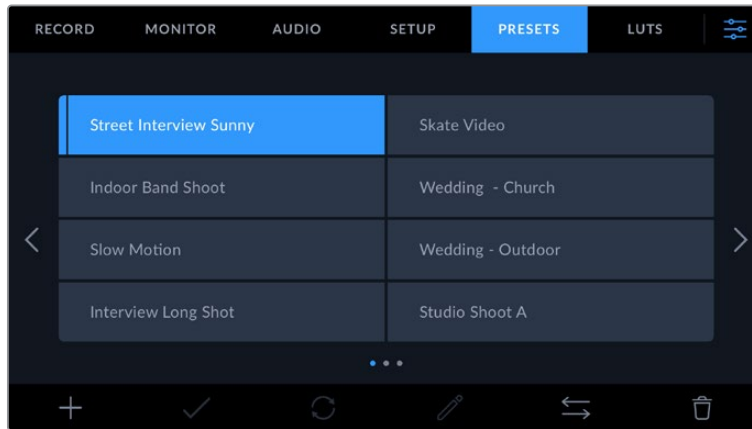 RECORD MONITOR AUDIO SETUP PRESETS LUTS
Street Interview Sunny Skate Video
Indoor Band Shoot Wedding - Church
Slow Motion Wedding - Outdoor
Interview Long Shot Studio Shoot A